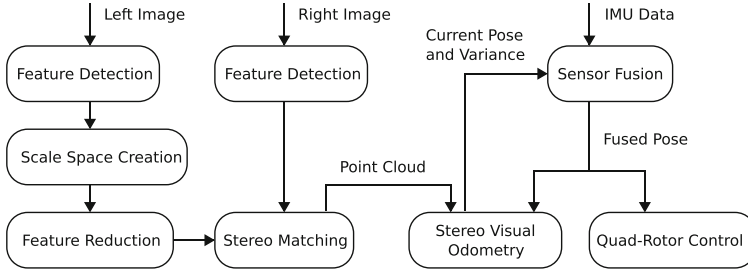 Left Image
Right Image
IMU Data
Current Pose
and Variance
Feature Detection
Feature Detection
Sensor Fusion
Fused Pose
Scale Space Creation
Point Cloud
Feature Reduction
Stereo Matching
Stereo Visual
Odometry
Quad-Rotor Control